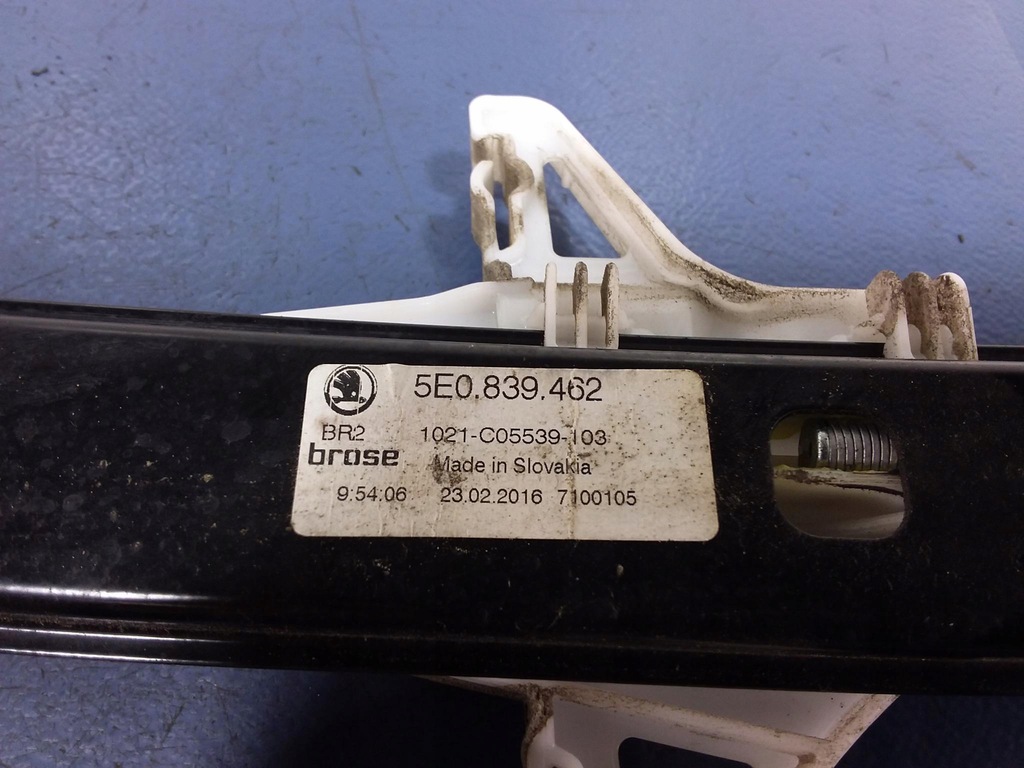 5E0.839.462
BR2 1021-C05539-103
brose Made in Slovakia
9:54:06 23.02.2016 7100105